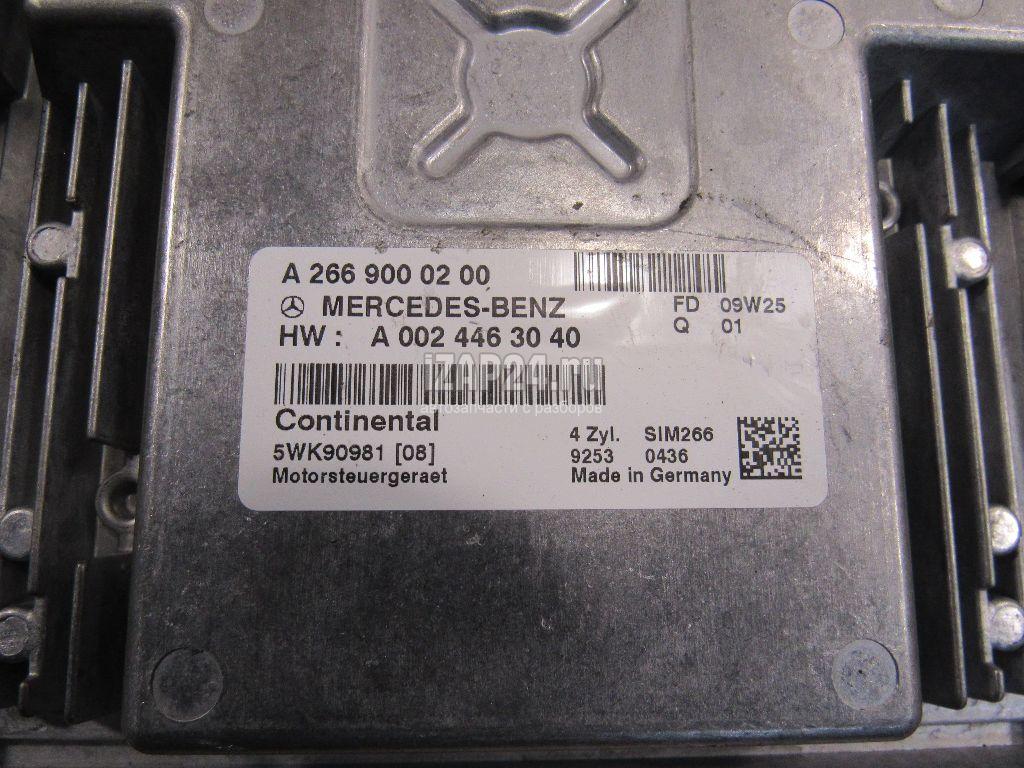 A 266 900 02 00
MERCEDES-BENZ
FD 09W25
HW : A 002 446 30 40
Q 01
iZAP24.ru
автозапчасти с разборов
Continental
5WK90981 [08]
Motorsteuergeraet
4 Zyl. SIM266
9253 0436
Made in Germany